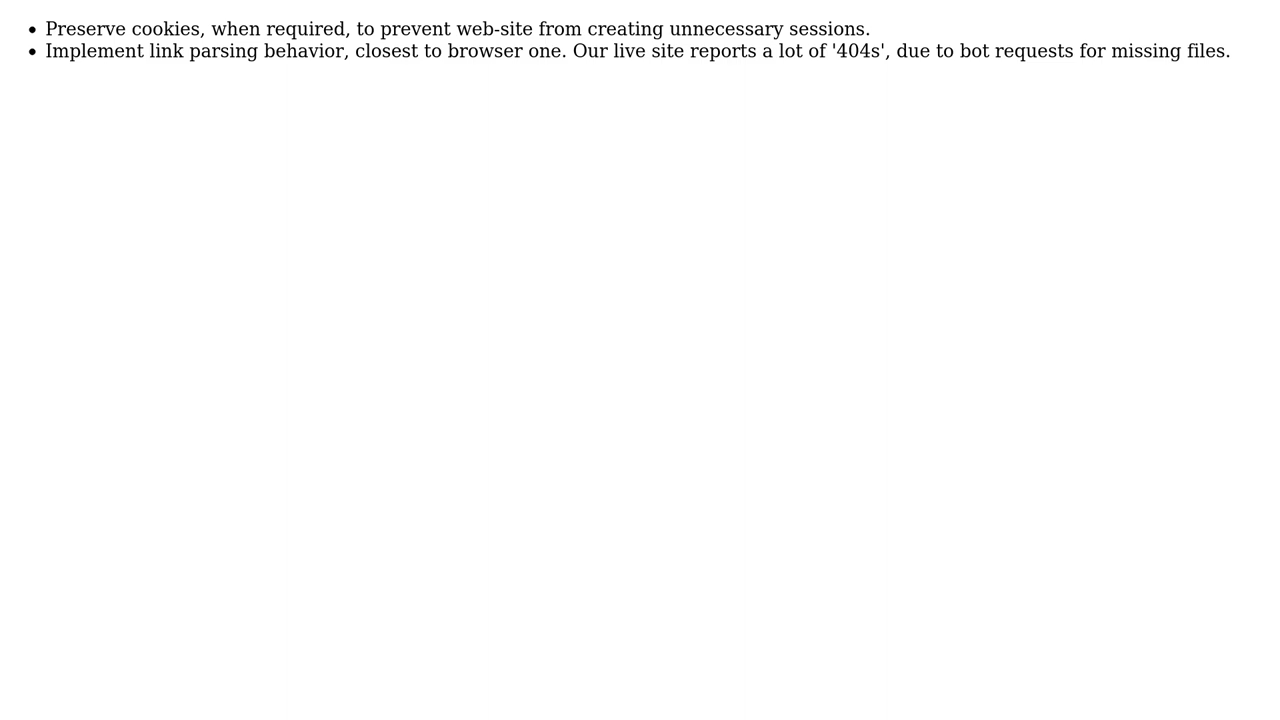 Preserve cookies, when required, to prevent web-site from creating unnecessary sessions.
Implement link parsing behavior, closest to browser one. Our live site reports a lot of '404s', due to bot requests for missing files.